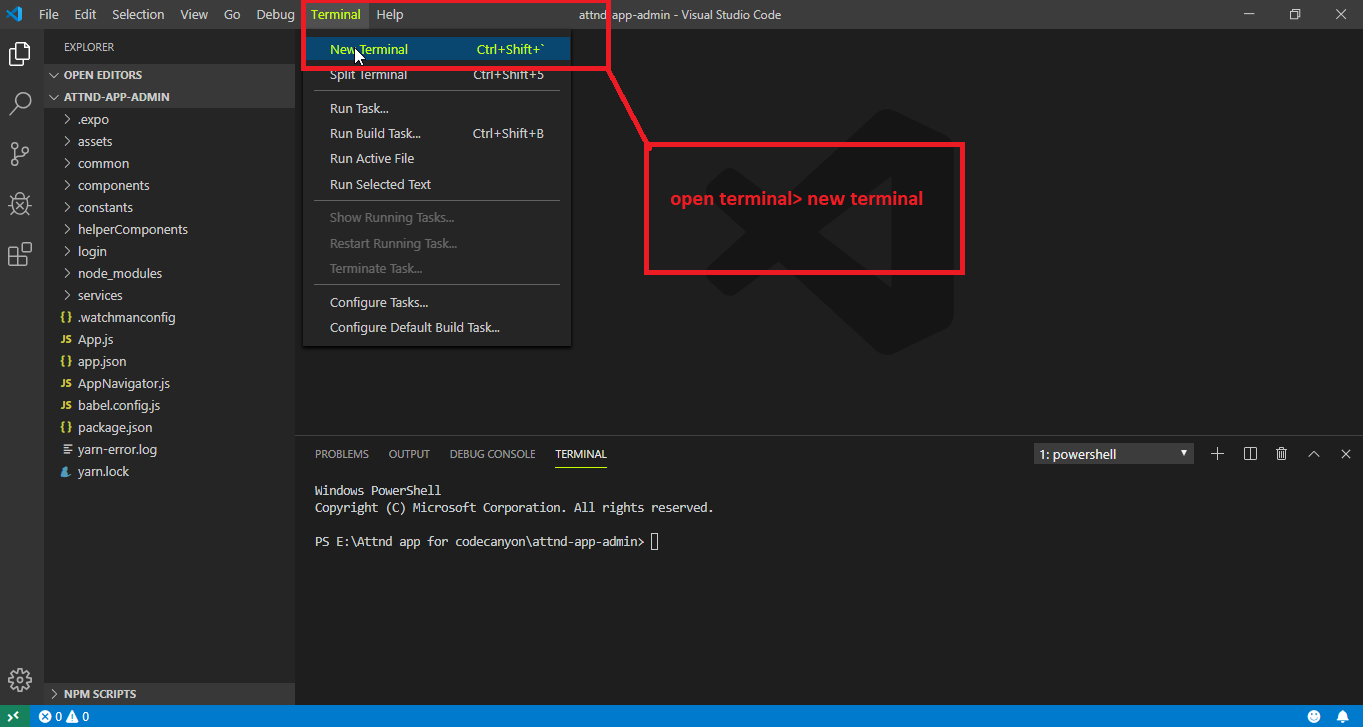 File Edit Selection View Go Debug Terminal Help attnd-app-admin - Visual Studio Code
EXPLORER
OPEN EDITORS
ATTND-APP-ADMIN
.expo
assets
common
components
constants
helperComponents
login
node_modules
services
.watchmanconfig
JS App.js
app.json
JS AppNavigator.js
JS babel.config.js
package.json
yarn-error.log
yarn.lock
NPM SCRIPTS
New Terminal Ctrl+Shift+`
Split Terminal Ctrl+Shift+5
Run Task...
Run Build Task... Ctrl+Shift+B
Run Active File
Run Selected Text
Show Running Tasks...
Restart Running Task...
Terminate Task...
Configure Tasks...
Configure Default Build Task...
open terminal> new terminal
PROBLEMS OUTPUT DEBUG CONSOLE TERMINAL 1: powershell
Windows PowerShell
Copyright (C) Microsoft Corporation. All rights reserved.
PS E:\Attnd app for codecanyon\attnd-app-admin>
0 0